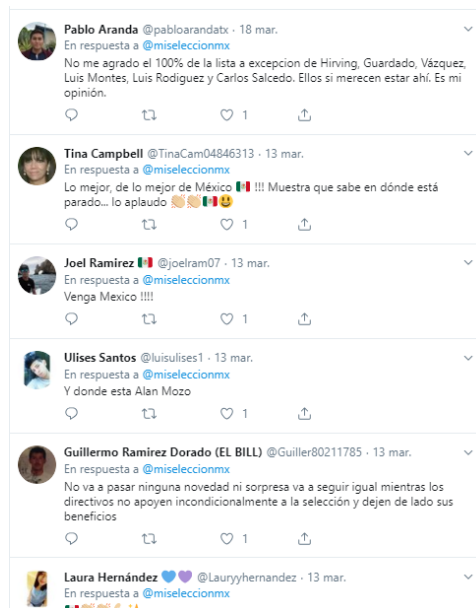 Pablo Aranda @pabloarandatx · 18 mar.
En respuesta a @miseleccionmx
No me agrado el 100% de la lista a excepcion de Hirving, Guardado, Vázquez,
Luis Montes, Luis Rodiguez y Carlos Salcedo. Ellos si merecen estar ahí. Es mi
opinión.
1
Tina Campbell @TinaCam04846313 · 13 mar.
En respuesta a @miseleccionmx
Lo mejor, de lo mejor de México 🇲🇽 !!! Muestra que sabe en dónde está
parado... lo aplaudo 👏🏻👏🏻🇲🇽😃
1
Joel Ramirez 🇲🇽 @joelram07 · 13 mar.
En respuesta a @miseleccionmx
Venga Mexico !!!!
1
Ulises Santos @luisulises1 · 13 mar.
En respuesta a @miseleccionmx
Y donde esta Alan Mozo
1
Guillermo Ramirez Dorado (EL BILL) @Guiller80211785 · 13 mar.
En respuesta a @miseleccionmx
No va a pasar ninguna novedad ni sorpresa va a seguir igual mientras los
directivos no apoyen incondicionalmente a la selección y dejen de lado sus
beneficios
1
Laura Hernández 💙💜 @Lauryyhernandez · 13 mar.
En respuesta a @miseleccionmx